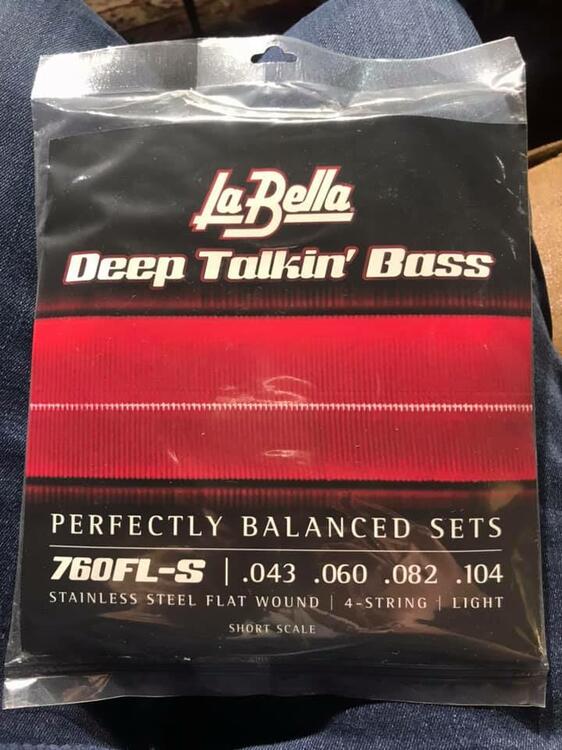 La Bella
Deep Talkin' Bass
PERFECTLY BALANCED SETS
760FL-S | .043 .060 .082 .104
STAINLESS STEEL FLAT WOUND | 4-STRING | LIGHT
SHORT SCALE